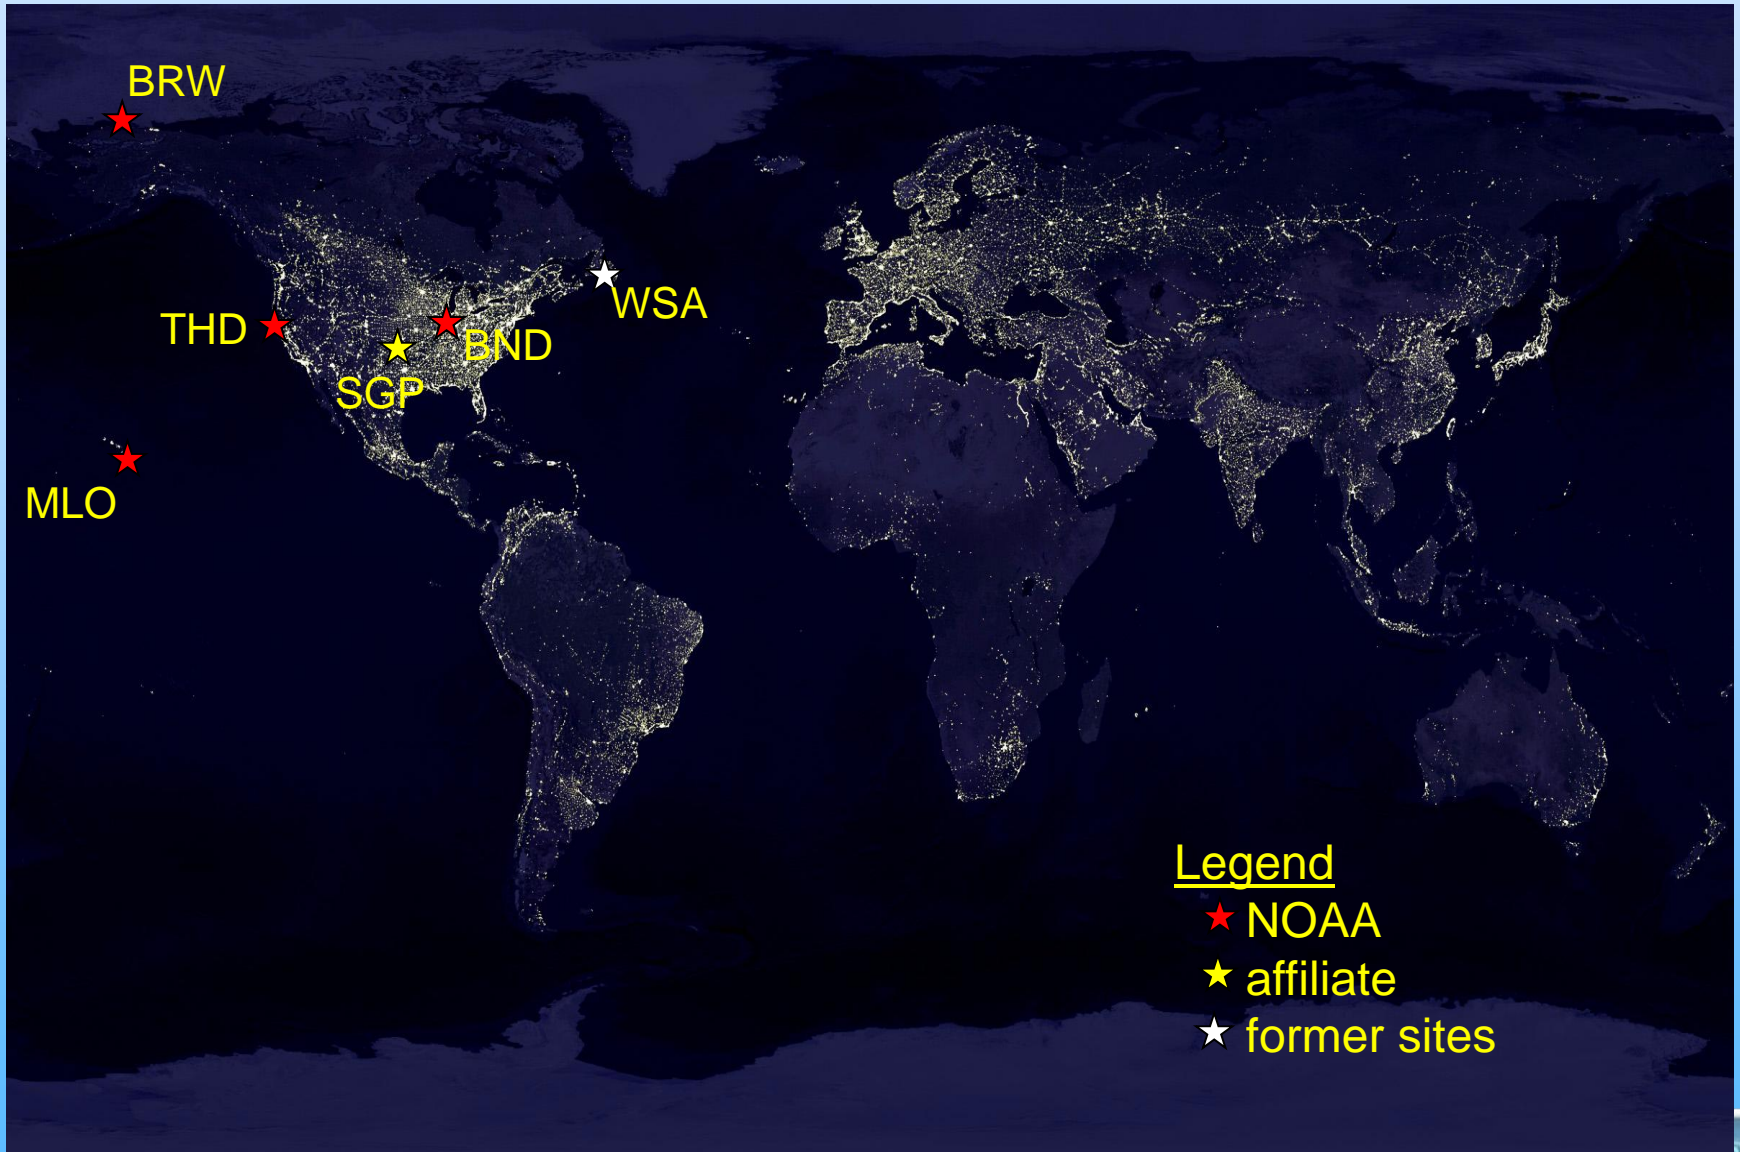 BRW
WSA
THD
BND
SGP
MLO
Legend
NOAA
affiliate
former sites